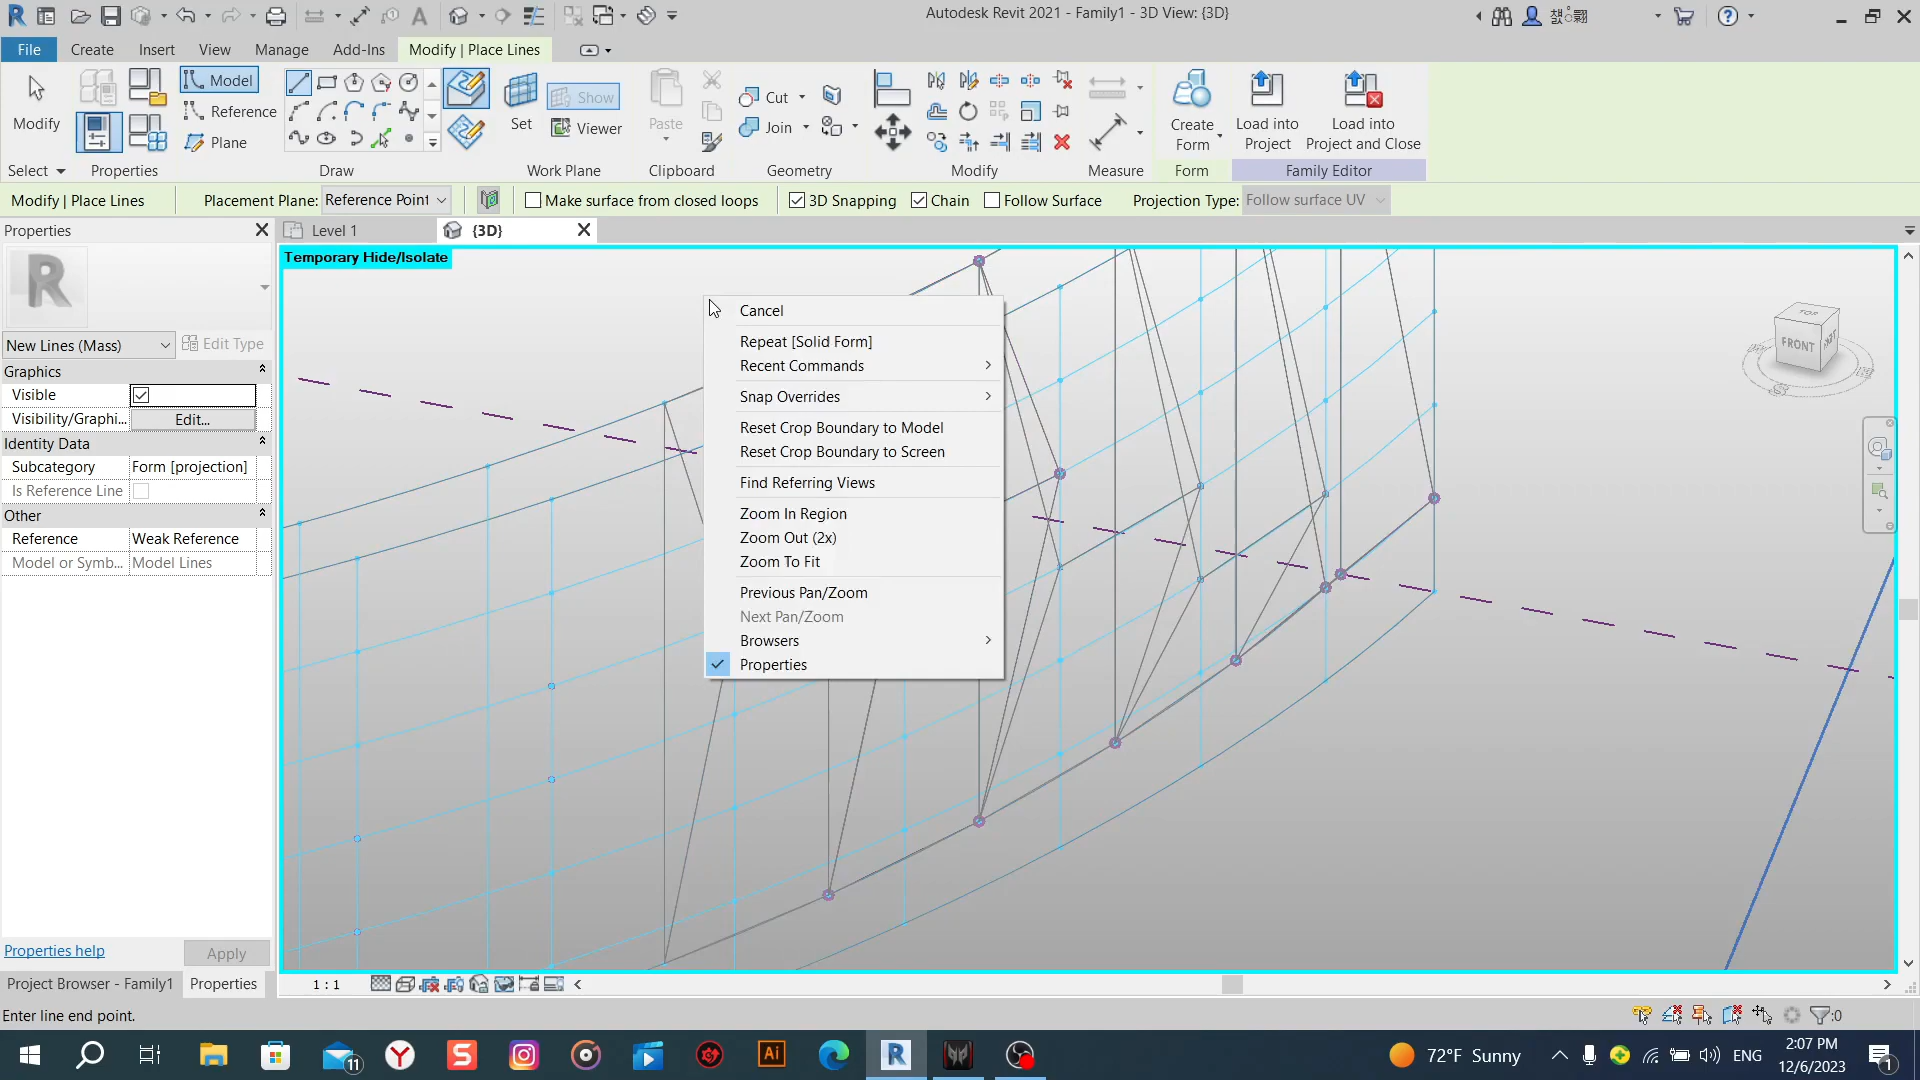 Autodesk Revit 2021 - Family1 - 3D View: {3D}
File Create Insert View Manage Add-Ins Modify | Place Lines
Modify
Model
Reference
Plane
Set
Show
Viewer
Paste
Cut
Join
Create Form
Load into Project
Load into Project and Close
Select Properties Draw Work Plane Clipboard Geometry Modify Measure Form Family Editor
Modify | Place Lines Placement Plane: Reference Point Make surface from closed loops 3D Snapping Chain Follow Surface Projection Type: Follow surface UV
Properties
Level 1 {3D}
Temporary Hide/Isolate
R
New Lines (Mass) Edit Type
Graphics
Visible
Visibility/Graphi... Edit...
Identity Data
Subcategory Form [projection]
Is Reference Line
Other
Reference Weak Reference
Model or Symb... Model Lines
Cancel
Repeat [Solid Form]
Recent Commands
Snap Overrides
Reset Crop Boundary to Model
Reset Crop Boundary to Screen
Find Referring Views
Zoom In Region
Zoom Out (2x)
Zoom To Fit
Previous Pan/Zoom
Next Pan/Zoom
Browsers
Properties
TOP
FRONT
Properties help Apply
Project Browser - Family1 Properties
1 : 1
Enter line end point.
:0
11
Ai
R
72°F Sunny
ENG
2:07 PM
12/6/2023
1